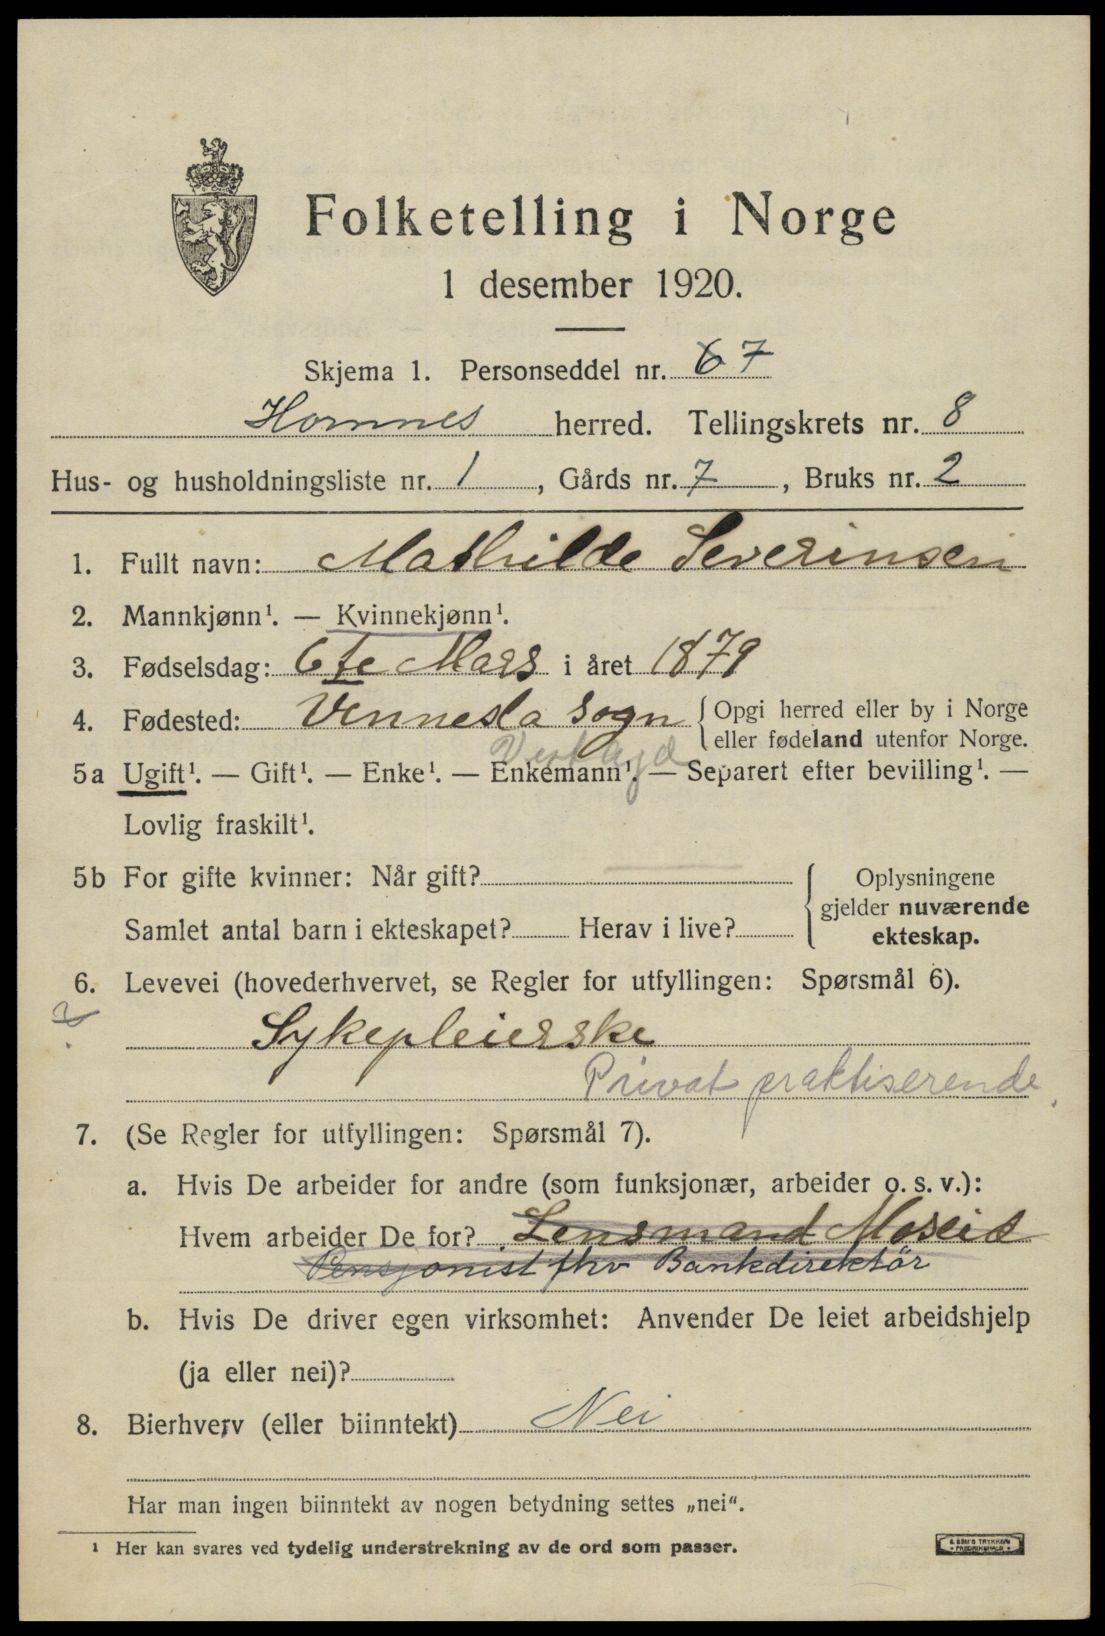 Folketelling i Norge
1 desember 1920.
Skjema 1. Personseddel nr. 67
Hornnes herred. Tellingskrets nr. 8
Hus- og husholdningsliste nr. 1, Gårds nr. 7, Bruks nr. 2
1. Fullt navn: Mathilde Severinsen
2. Mannkjønn¹. — Kvinnekjønn¹.
3. Fødselsdag: 6te Mars i året 1879
4. Fødested: Vennesla sogn { Opgi herred eller by i Norge
eller fødeland utenfor Norge.
Vestagd
5a Ugift¹. — Gift¹. — Enke¹. — Enkemann¹. — Separert efter bevilling¹. —
Lovlig fraskilt¹.
5b For gifte kvinner: Når gift?
Samlet antal barn i ekteskapet? Herav i live?
{ Oplysningene
gjelder nuværende
ekteskap.
6. Levevei (hovederhvervet, se Regler for utfyllingen: Spørsmål 6).
Sykepleierske
Privat praktiserende.
7. (Se Regler for utfyllingen: Spørsmål 7).
a. Hvis De arbeider for andre (som funksjonær, arbeider o. s. v.):
Hvem arbeider De for? Lensmand Moseid
Pensjonist fhv Bankdirektör
b. Hvis De driver egen virksomhet: Anvender De leiet arbeidshjelp
(ja eller nei)?
8. Bierhverv (eller biinntekt) Nei
Har man ingen biinntekt av nogen betydning settes „nei“.
¹ Her kan svares ved tydelig understrekning av de ord som passer.